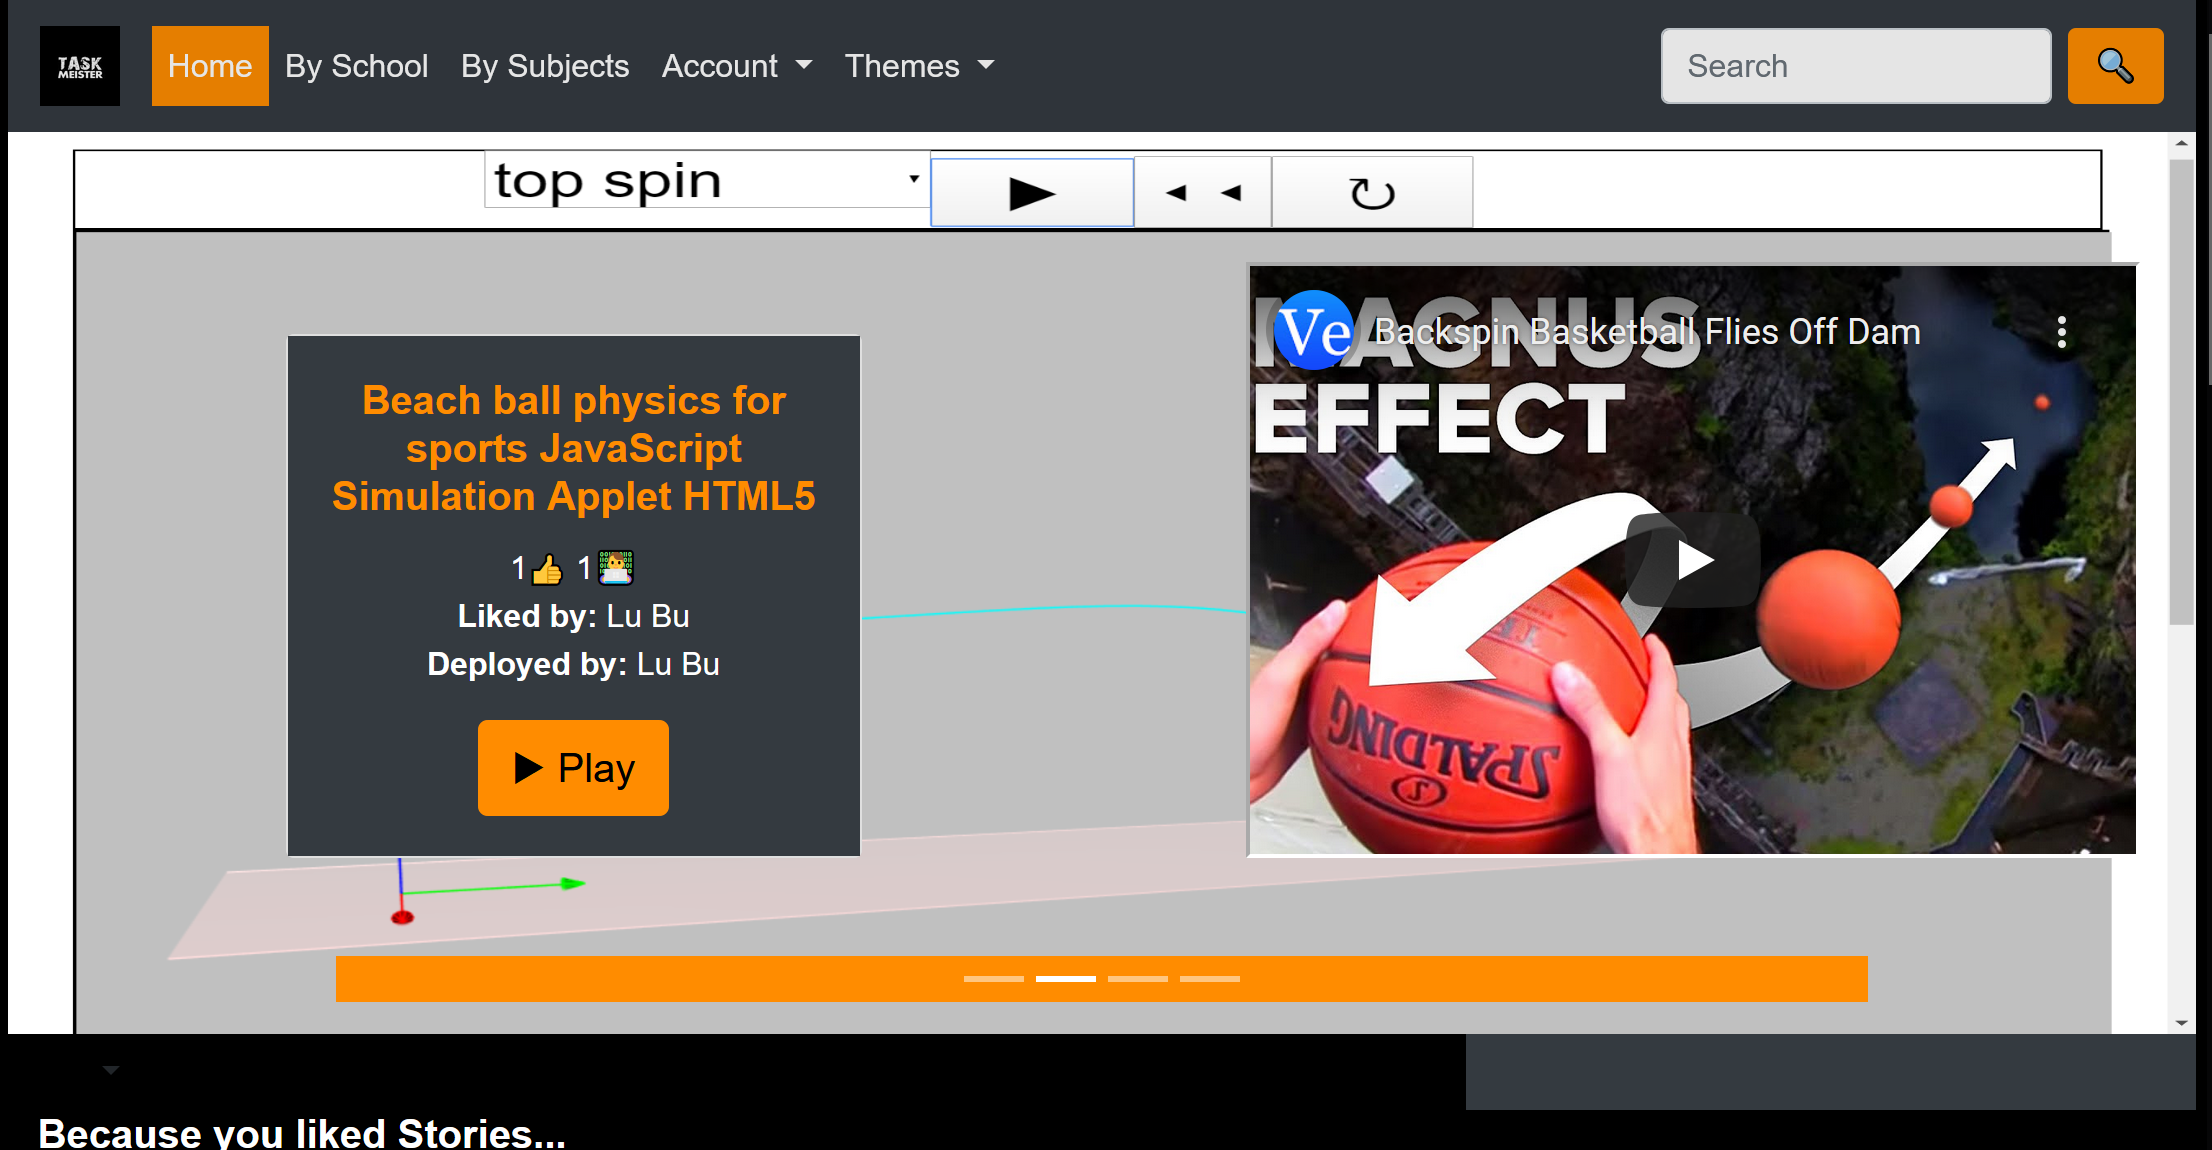 TASK
MEISTER
Home
By School
By Subjects
Account
Themes
Search
top spin
Beach ball physics for
sports JavaScript
Simulation Applet HTML5
1👍 1👨‍💻
Liked by: Lu Bu
Deployed by: Lu Bu
▶ Play
Ve
Backspin Basketball Flies Off Dam
MAGNUS
EFFECT
SPALDING
Because you liked Stories...